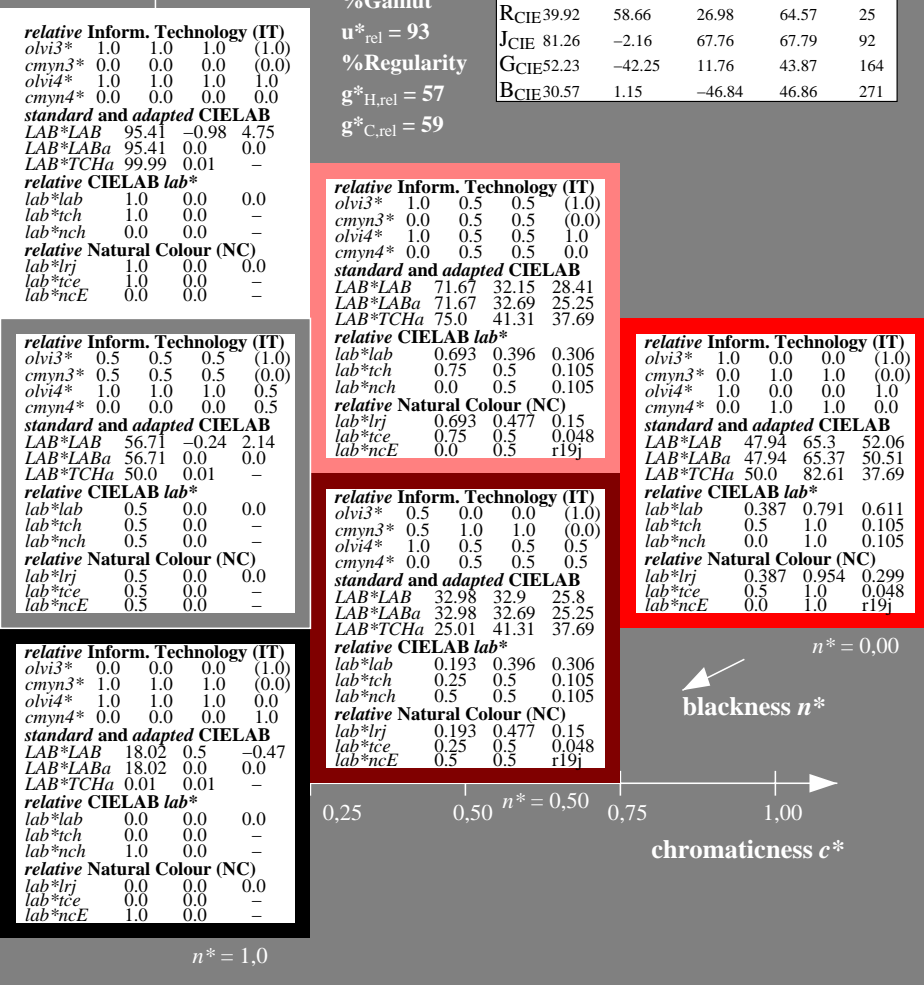 %Gamut
u*rel = 93
%Regularity
g*H,rel = 57
g*C,rel = 59
RCIE 39.92 58.66 26.98 64.57 25
JCIE 81.26 –2.16 67.76 67.79 92
GCIE 52.23 –42.25 11.76 43.87 164
BCIE 30.57 1.15 –46.84 46.86 271
relative Inform. Technology (IT)
olvi3* 1.0 1.0 1.0 (1.0)
cmyn3* 0.0 0.0 0.0 (0.0)
olvi4* 1.0 1.0 1.0 1.0
cmyn4* 0.0 0.0 0.0 0.0
standard and adapted CIELAB
LAB*LAB 95.41 –0.98 4.75
LAB*LABa 95.41 0.0 0.0
LAB*TCHa 99.99 0.01 –
relative CIELAB lab*
lab*lab 1.0 0.0 0.0
lab*tch 1.0 0.0 –
lab*nch 0.0 0.0 –
relative Natural Colour (NC)
lab*lrj 1.0 0.0 0.0
lab*tce 1.0 0.0 –
lab*ncE 0.0 0.0 –
relative Inform. Technology (IT)
olvi3* 1.0 0.5 0.5 (1.0)
cmyn3* 0.0 0.5 0.5 (0.0)
olvi4* 1.0 0.5 0.5 1.0
cmyn4* 0.0 0.5 0.5 0.0
standard and adapted CIELAB
LAB*LAB 71.67 32.15 28.41
LAB*LABa 71.67 32.69 25.25
LAB*TCHa 75.0 41.31 37.69
relative CIELAB lab*
lab*lab 0.693 0.396 0.306
lab*tch 0.75 0.5 0.105
lab*nch 0.0 0.5 0.105
relative Natural Colour (NC)
lab*lrj 0.693 0.477 0.15
lab*tce 0.75 0.5 0.048
lab*ncE 0.0 0.5 r19j
relative Inform. Technology (IT)
olvi3* 0.5 0.5 0.5 (1.0)
cmyn3* 0.5 0.5 0.5 (0.0)
olvi4* 1.0 1.0 1.0 0.5
cmyn4* 0.0 0.0 0.0 0.5
standard and adapted CIELAB
LAB*LAB 56.71 –0.24 2.14
LAB*LABa 56.71 0.0 0.0
LAB*TCHa 50.0 0.01 –
relative CIELAB lab*
lab*lab 0.5 0.0 0.0
lab*tch 0.5 0.0 –
lab*nch 0.5 0.0 –
relative Natural Colour (NC)
lab*lrj 0.5 0.0 0.0
lab*tce 0.5 0.0 –
lab*ncE 0.5 0.0 –
relative Inform. Technology (IT)
olvi3* 1.0 0.0 0.0 (1.0)
cmyn3* 0.0 1.0 1.0 (0.0)
olvi4* 1.0 0.0 0.0 1.0
cmyn4* 0.0 1.0 1.0 0.0
standard and adapted CIELAB
LAB*LAB 47.94 65.3 52.06
LAB*LABa 47.94 65.37 50.51
LAB*TCHa 50.0 82.61 37.69
relative CIELAB lab*
lab*lab 0.387 0.791 0.611
lab*tch 0.5 1.0 0.105
lab*nch 0.0 1.0 0.105
relative Natural Colour (NC)
lab*lrj 0.387 0.954 0.299
lab*tce 0.5 1.0 0.048
lab*ncE 0.0 1.0 r19j
n* = 0,00
relative Inform. Technology (IT)
olvi3* 0.5 0.0 0.0 (1.0)
cmyn3* 0.5 1.0 1.0 (0.0)
olvi4* 1.0 0.5 0.5 0.5
cmyn4* 0.0 0.5 0.5 0.5
standard and adapted CIELAB
LAB*LAB 32.98 32.9 25.8
LAB*LABa 32.98 32.69 25.25
LAB*TCHa 25.01 41.31 37.69
relative CIELAB lab*
lab*lab 0.193 0.396 0.306
lab*tch 0.25 0.5 0.105
lab*nch 0.5 0.5 0.105
relative Natural Colour (NC)
lab*lrj 0.193 0.477 0.15
lab*tce 0.25 0.5 0.048
lab*ncE 0.5 0.5 r19j
blackness n*
relative Inform. Technology (IT)
olvi3* 0.0 0.0 0.0 (1.0)
cmyn3* 1.0 1.0 1.0 (0.0)
olvi4* 1.0 1.0 1.0 0.0
cmyn4* 0.0 0.0 0.0 1.0
standard and adapted CIELAB
LAB*LAB 18.02 0.5 –0.47
LAB*LABa 18.02 0.0 0.0
LAB*TCHa 0.01 0.01 –
relative CIELAB lab*
lab*lab 0.0 0.0 0.0
lab*tch 0.0 0.0 –
lab*nch 1.0 0.0 –
relative Natural Colour (NC)
lab*lrj 0.0 0.0 0.0
lab*tce 0.0 0.0 –
lab*ncE 1.0 0.0 –
n* = 0,50
0,25 0,50 0,75 1,00
chromaticness c*
n* = 1,0